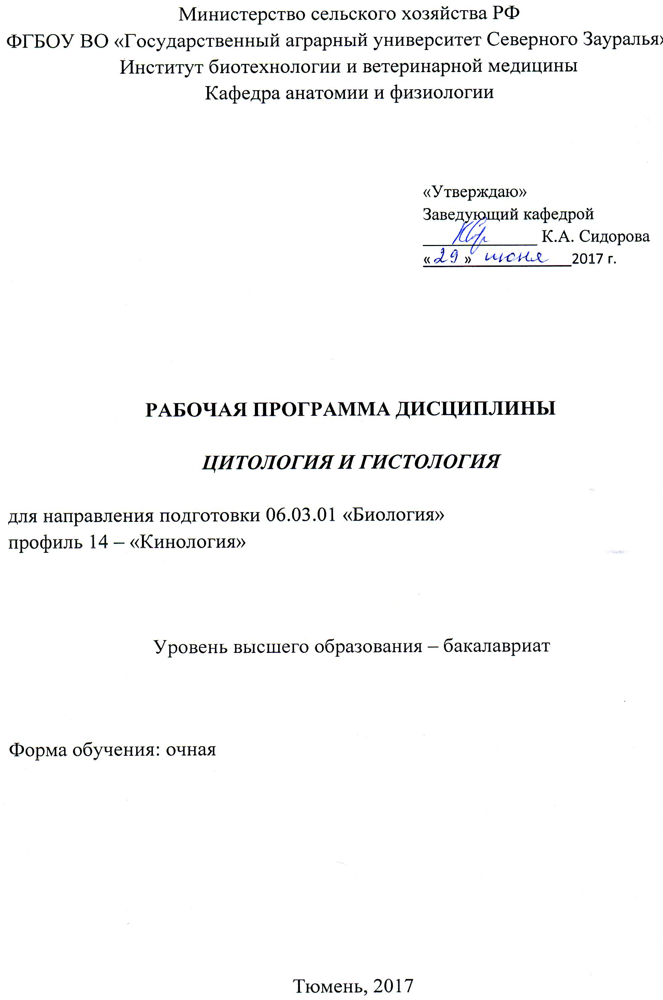 Министерство сельского хозяйства РФ
ФГБОУ ВО «Государственный аграрный университет Северного Зауралья»
Институт биотехнологии и ветеринарной медицины
Кафедра анатомии и физиологии
«Утверждаю»
Заведующий кафедрой
К.А. Сидорова
«29» июня 2017 г.
РАБОЧАЯ ПРОГРАММА ДИСЦИПЛИНЫ
ЦИТОЛОГИЯ И ГИСТОЛОГИЯ
для направления подготовки 06.03.01 «Биология»
профиль 14 – «Кинология»
Уровень высшего образования – бакалавриат
Форма обучения: очная
Тюмень, 2017